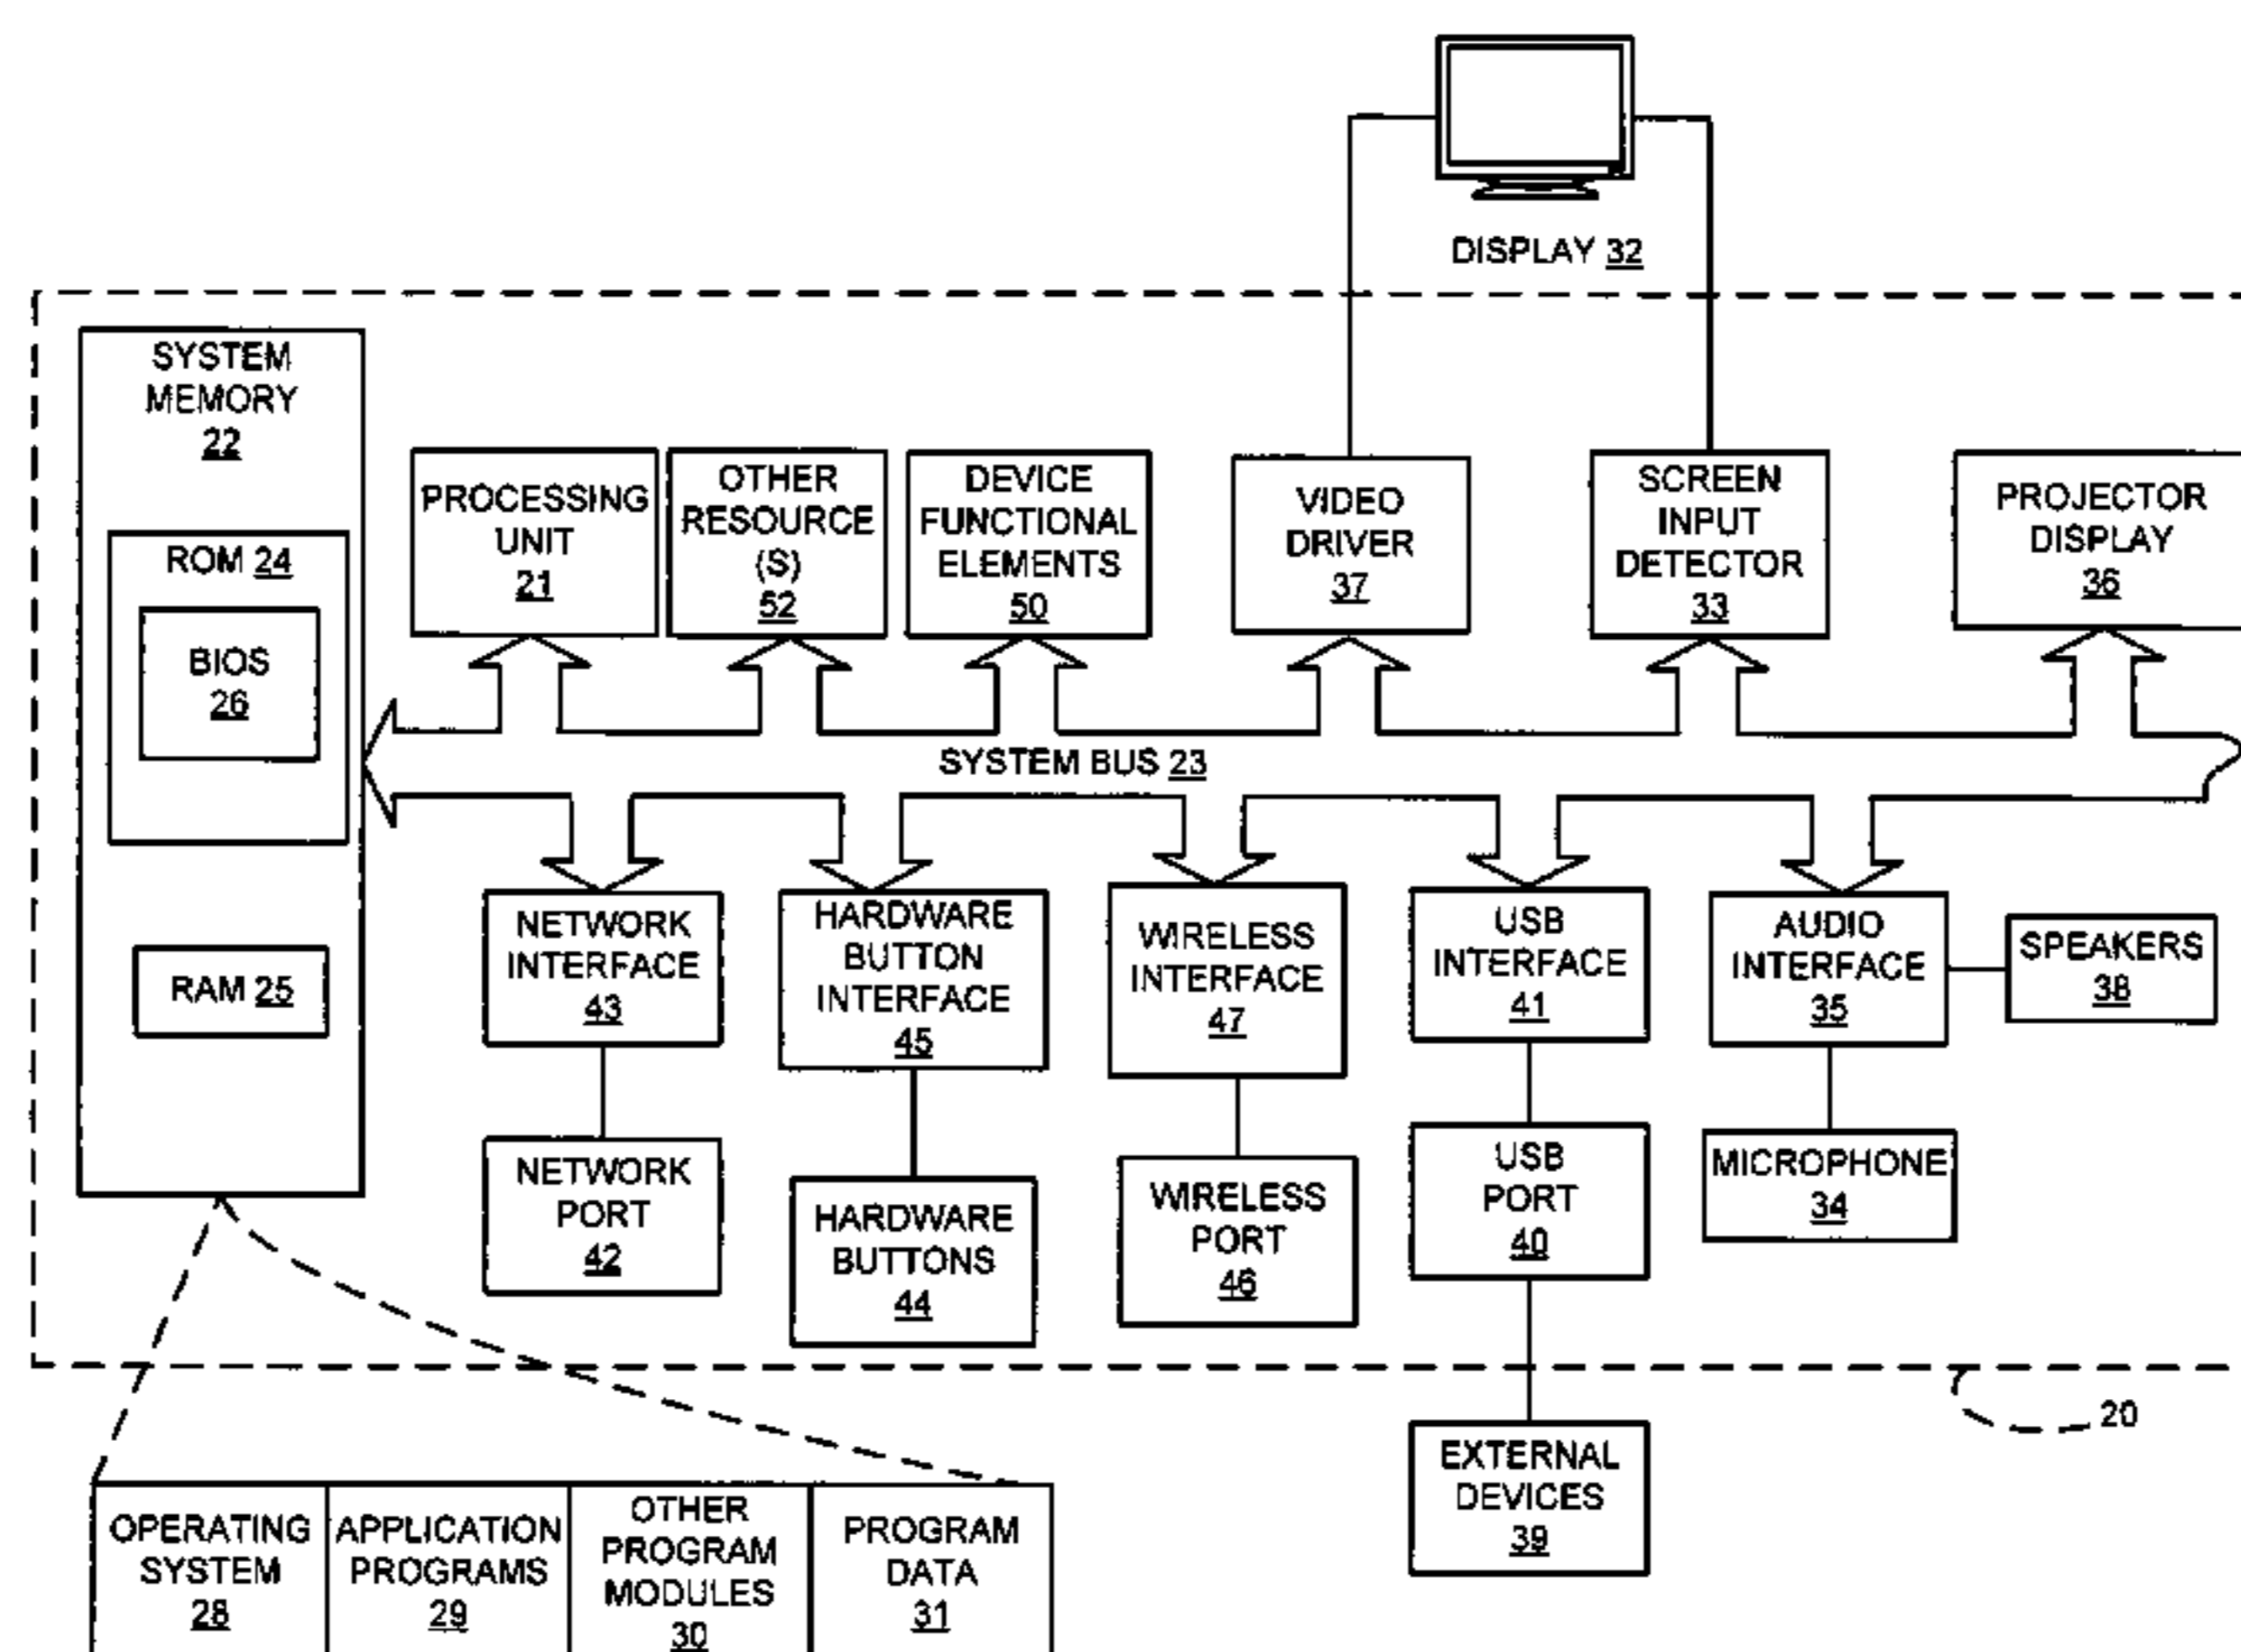 DISPLAY 32
SYSTEM
MEMORY
22
ROM 24
BIOS
26
RAM 25
PROCESSING
UNIT
21
OTHER
RESOURCE
(S)
52
DEVICE
FUNCTIONAL
ELEMENTS
50
VIDEO
DRIVER
37
SCREEN
INPUT
DETECTOR
33
PROJECTOR
DISPLAY
36
SYSTEM BUS 23
NETWORK
INTERFACE
43
HARDWARE
BUTTON
INTERFACE
45
WIRELESS
INTERFACE
47
USB
INTERFACE
41
AUDIO
INTERFACE
35
SPEAKERS
38
NETWORK
PORT
42
HARDWARE
BUTTONS
44
WIRELESS
PORT
46
USB
PORT
40
MICROPHONE
34
20
EXTERNAL
DEVICES
39
OPERATING
SYSTEM
28
APPLICATION
PROGRAMS
29
OTHER
PROGRAM
MODULES
30
PROGRAM
DATA
31